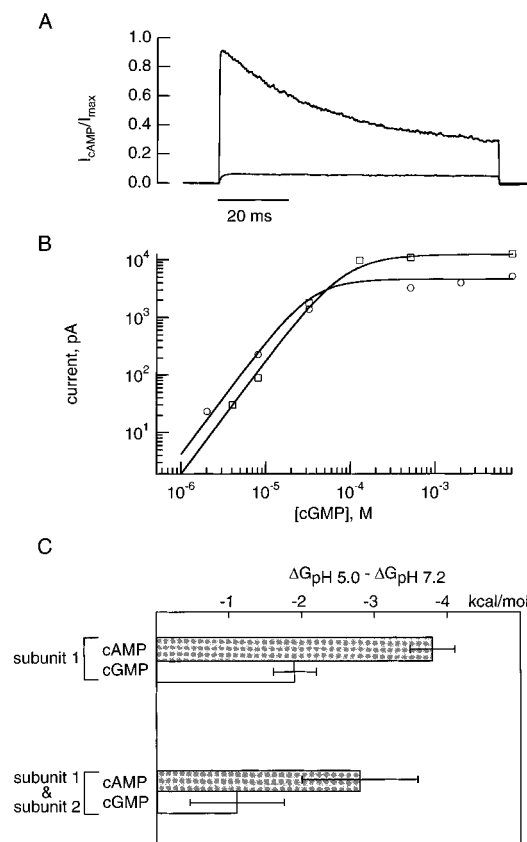 A
I_cAMP/I_max
1.0
0.8
0.6
0.4
0.2
0.0
20 ms
B
current, pA
10^4
10^3
10^2
10^1
10^-6 10^-5 10^-4 10^-3
[cGMP], M
C
ΔG_pH 5.0 - ΔG_pH 7.2
-1 -2 -3 -4 kcal/mol
subunit 1 cAMP
cGMP
subunit 1 & subunit 2 cAMP
cGMP